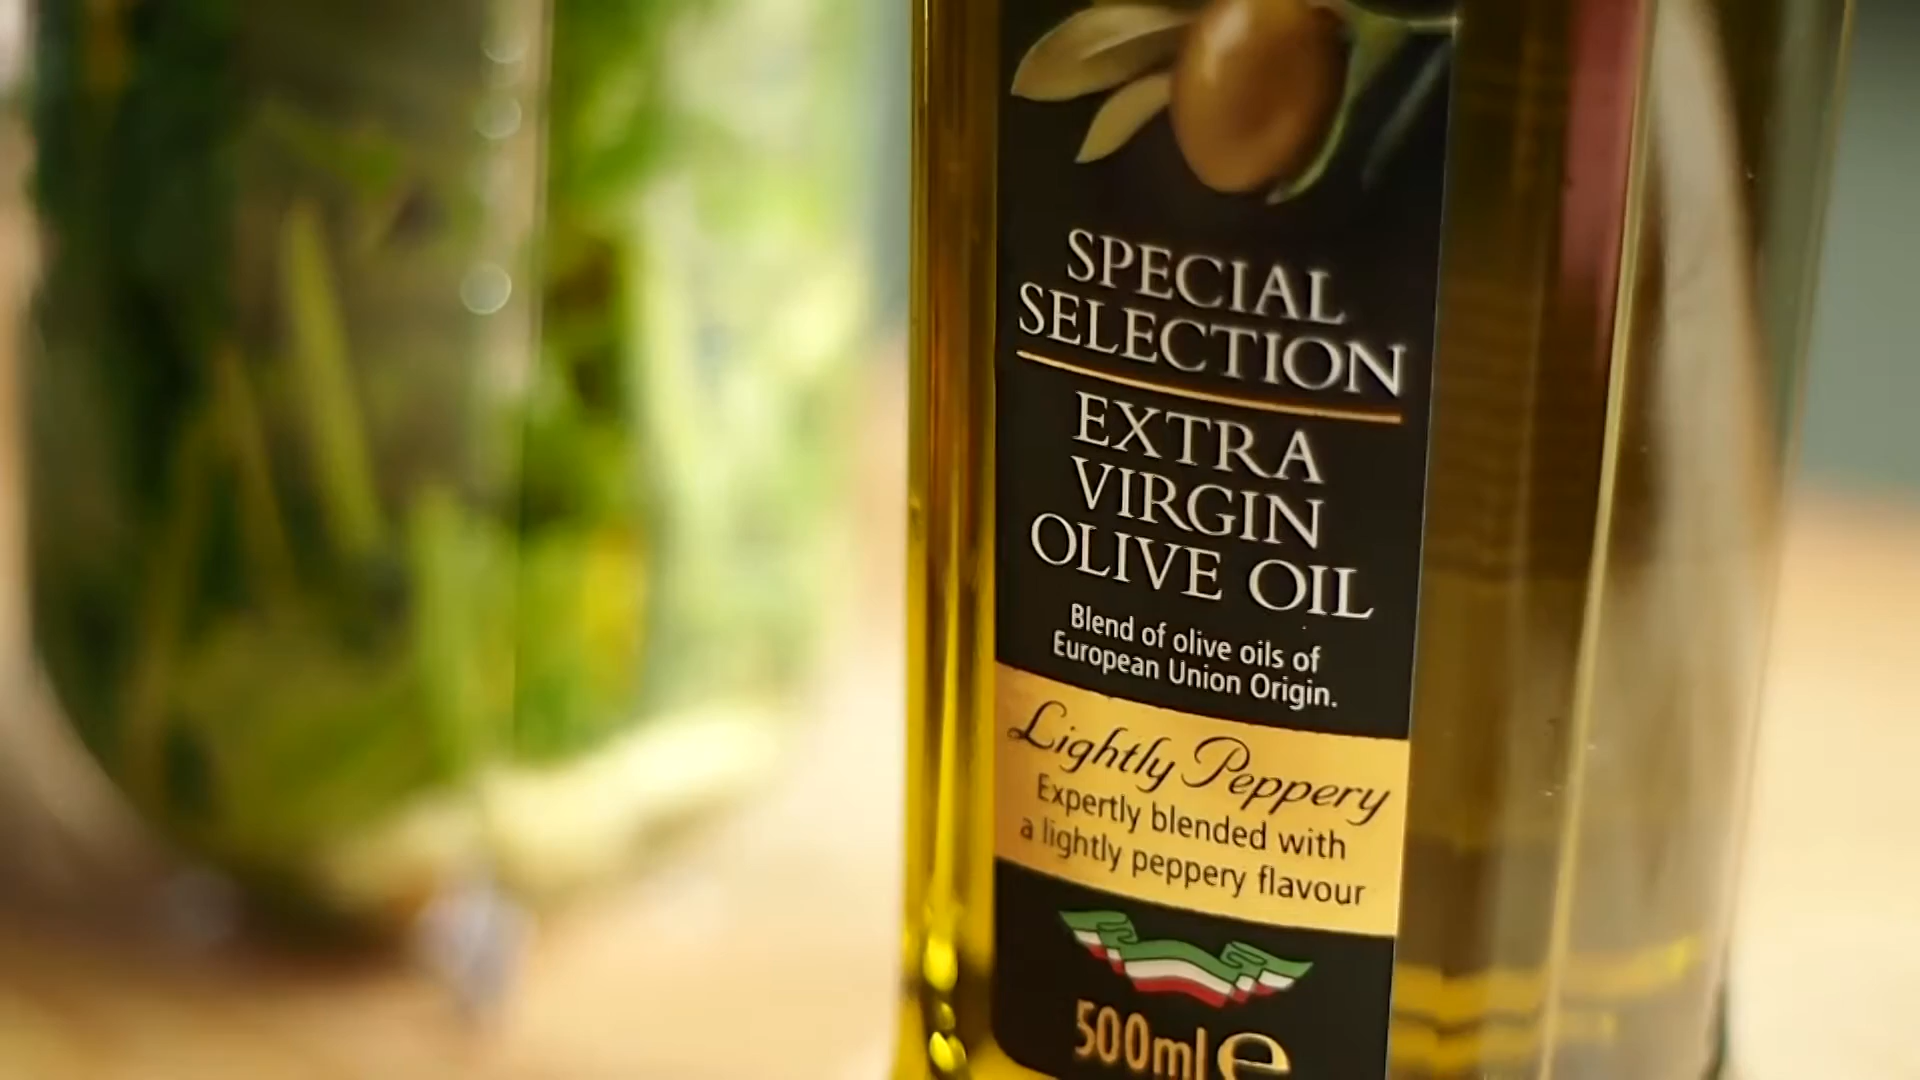 SPECIAL
SELECTION
EXTRA
VIRGIN
OLIVE OIL
Blend of olive oils of
European Union Origin.
Lightly Peppery
Expertly blended with
a lightly peppery flavour
500ml e